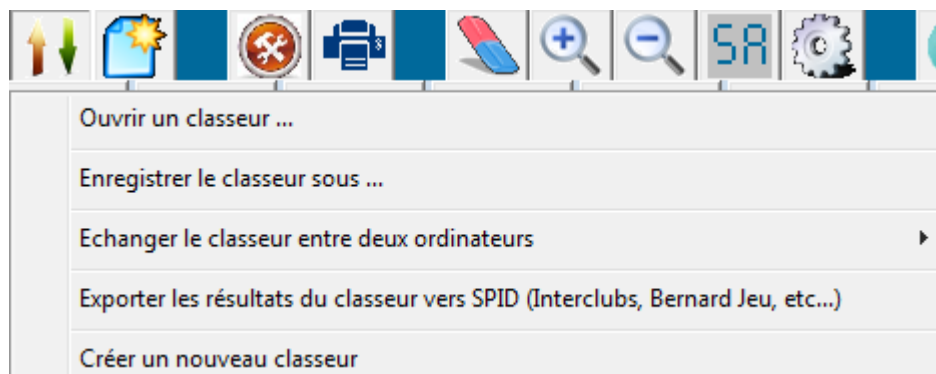 SA
Ouvrir un classeur ...
Enregistrer le classeur sous ...
Echanger le classeur entre deux ordinateurs
Exporter les résultats du classeur vers SPID (Interclubs, Bernard Jeu, etc...)
Créer un nouveau classeur